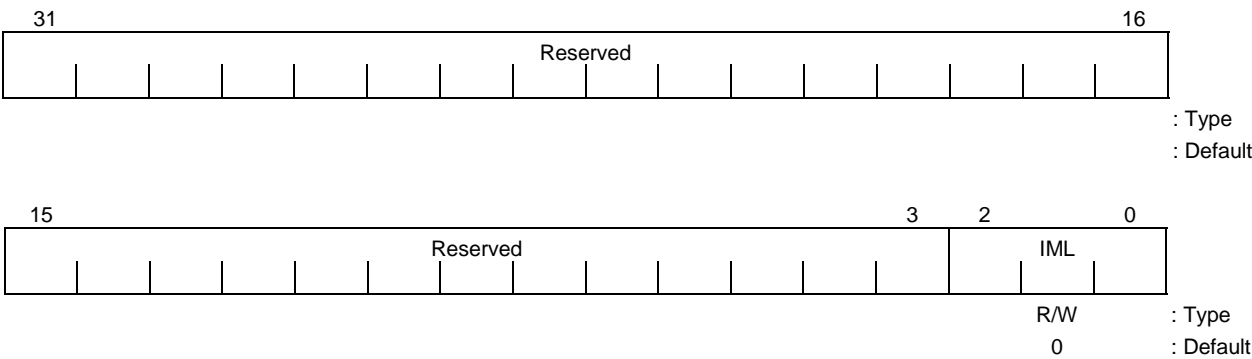 31 16
Reserved
: Type
: Default
15 3 2 0
Reserved IML
R/W : Type
0 : Default